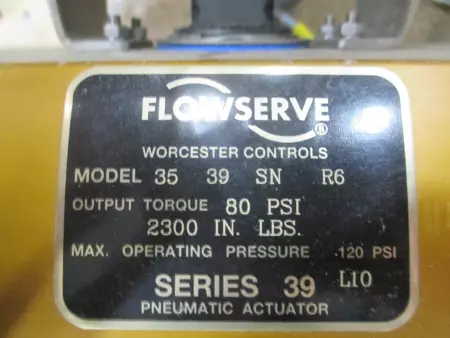 FLOWSERVE
®
WORCESTER CONTROLS
MODEL 35 39 SN R6
OUTPUT TORQUE 80 PSI
2300 IN. LBS.
MAX. OPERATING PRESSURE 120 PSI
SERIES 39 L10
PNEUMATIC ACTUATOR